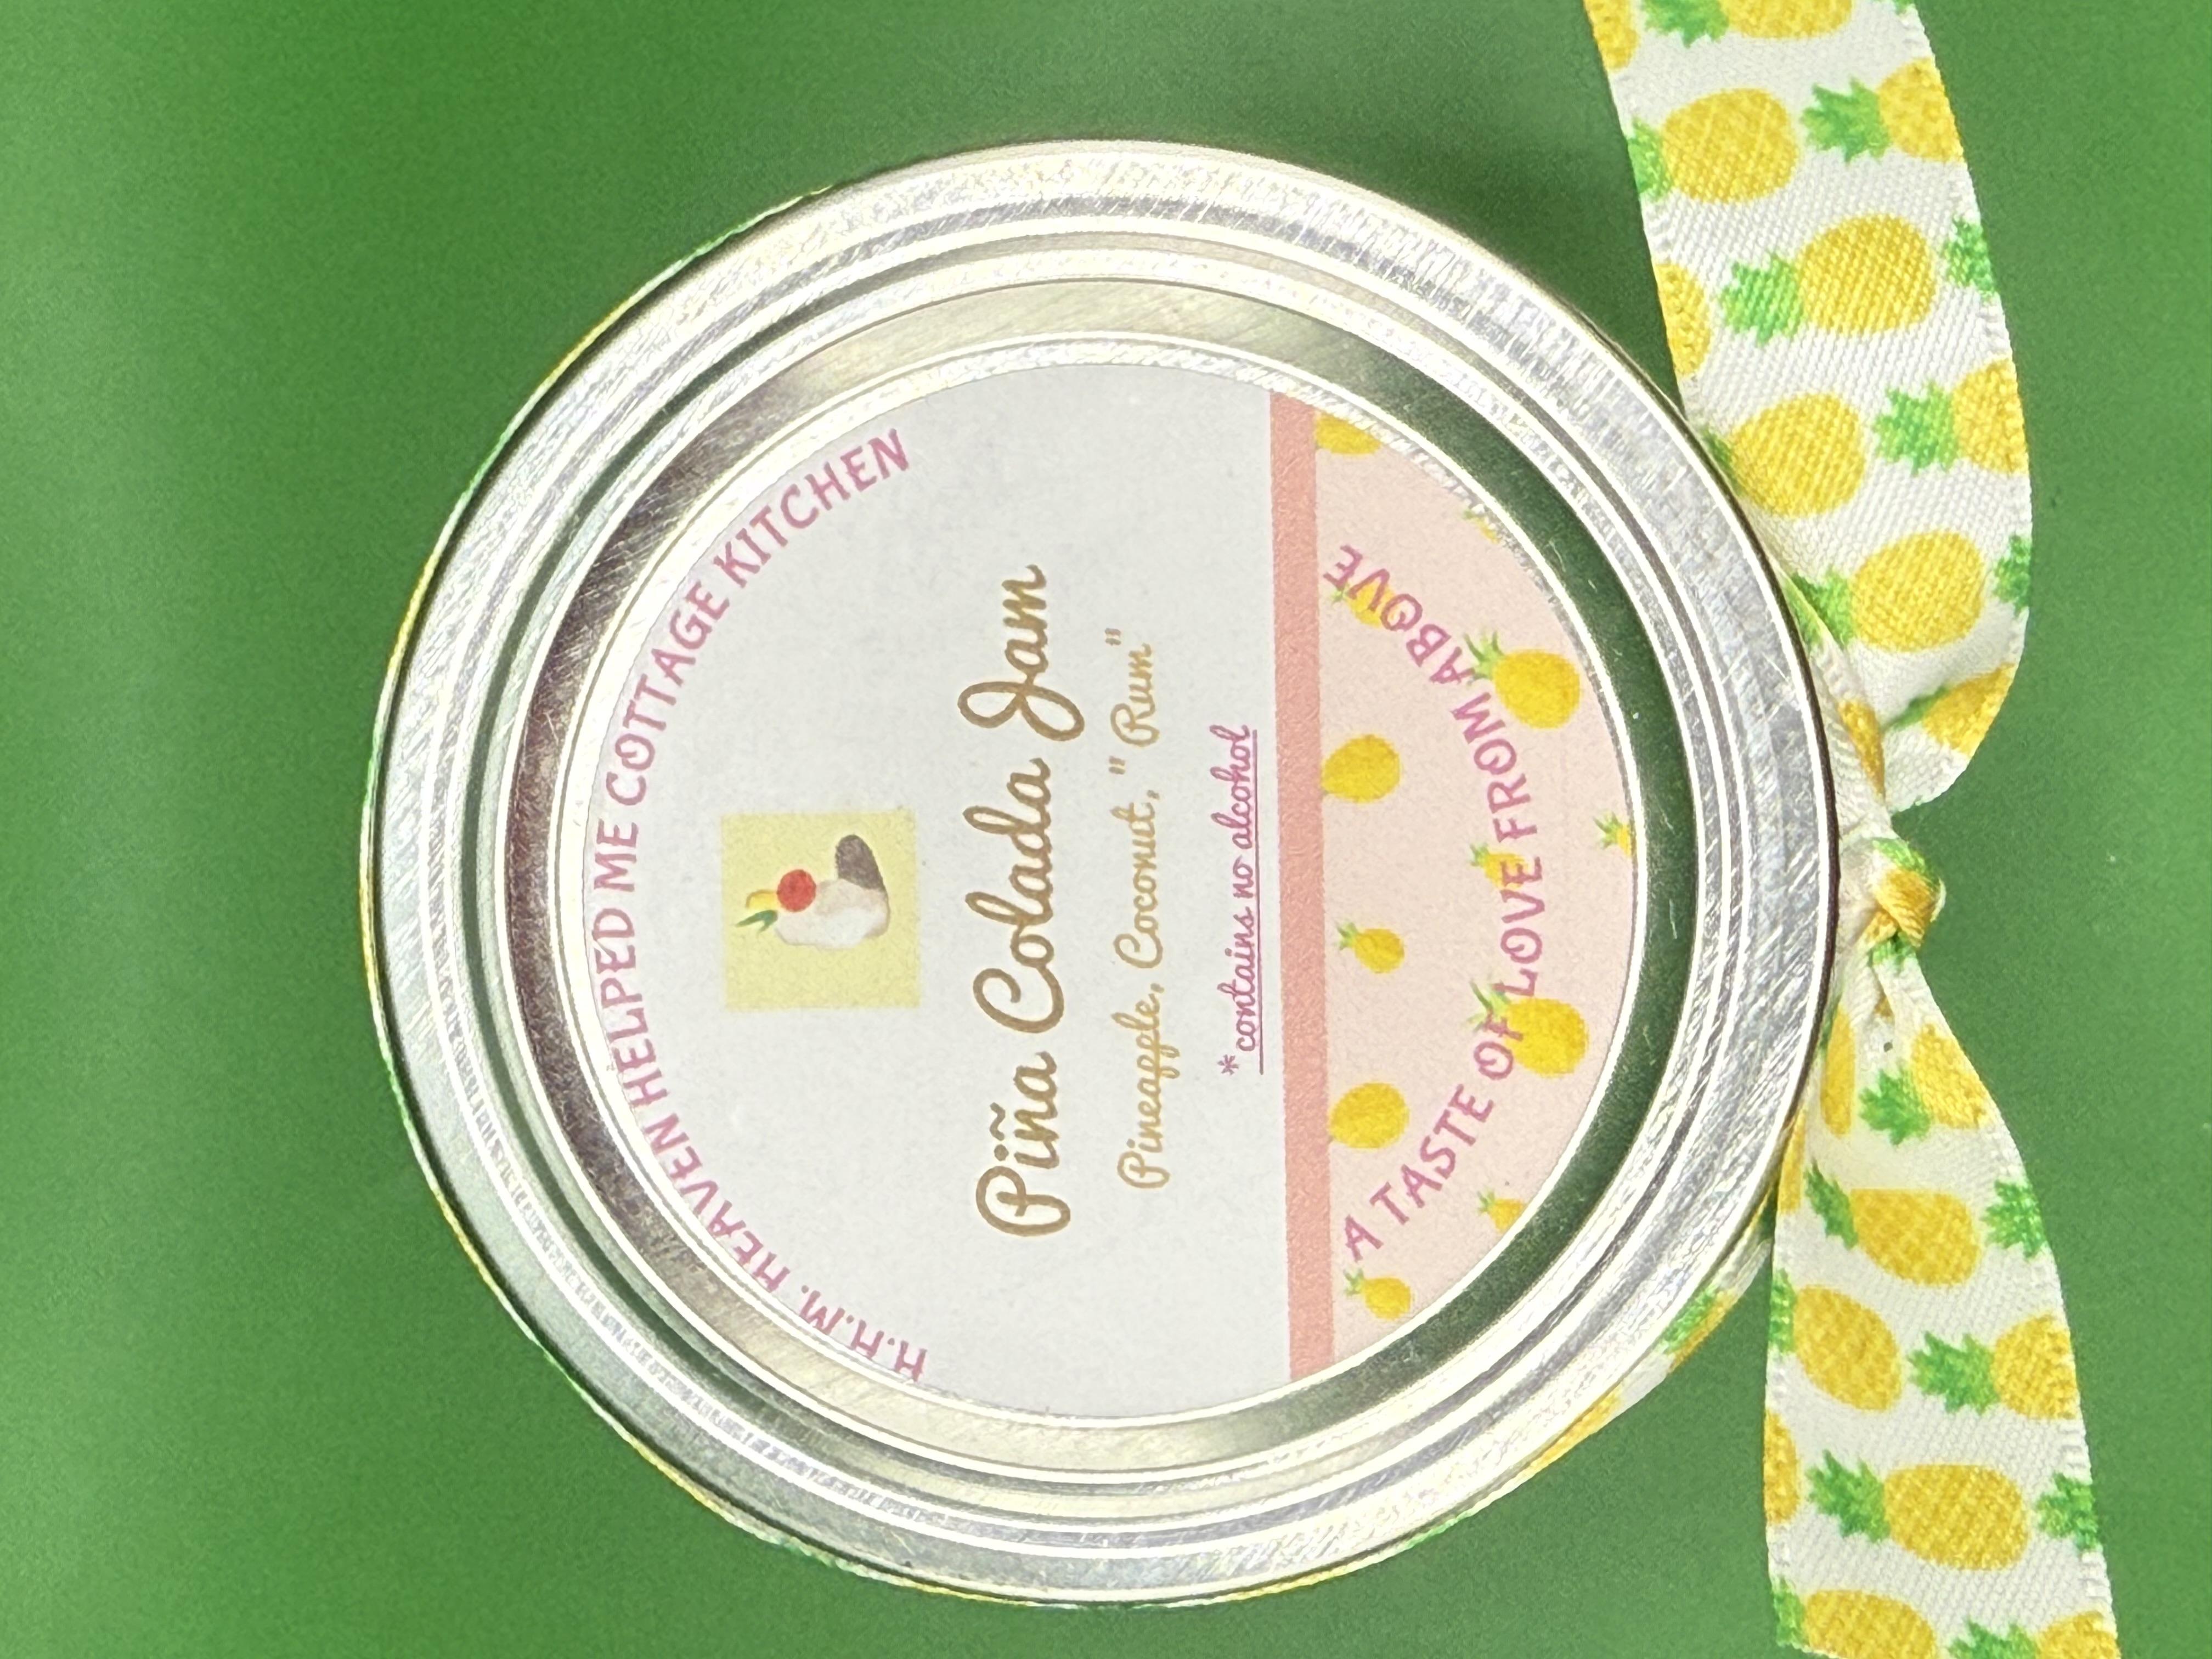 H.H.M. HEAVEN HELPED ME COTTAGE KITCHEN
Piña Colada Jam
Pineapple, Coconut, "Rum"
*contains no alcohol
A TASTE OF LOVE FROM ABOVE